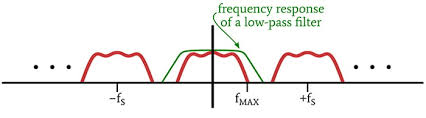 frequency response
of a low-pass filter
−fS
fMAX
+fS